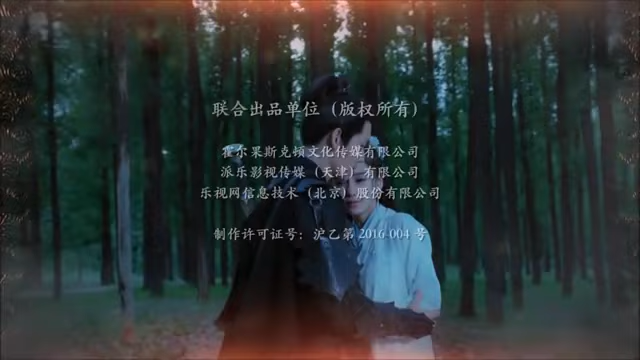 联合出品单位（版权所有）
霍尔果斯克顿文化传媒有限公司
派乐影视传媒（天津）有限公司
乐视网信息技术（北京）股份有限公司
制作许可证号：沪乙第 2016-004 号